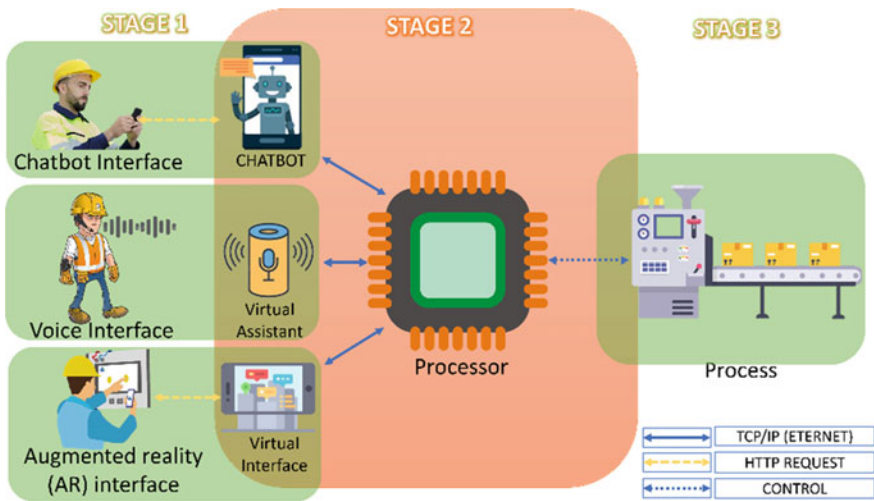 STAGE 1
STAGE 2
STAGE 3
Chatbot Interface
CHATBOT
Voice Interface
Virtual
Assistant
Augmented reality
(AR) interface
Virtual
Interface
Processor
Process
TCP/IP (ETERNET)
HTTP REQUEST
CONTROL